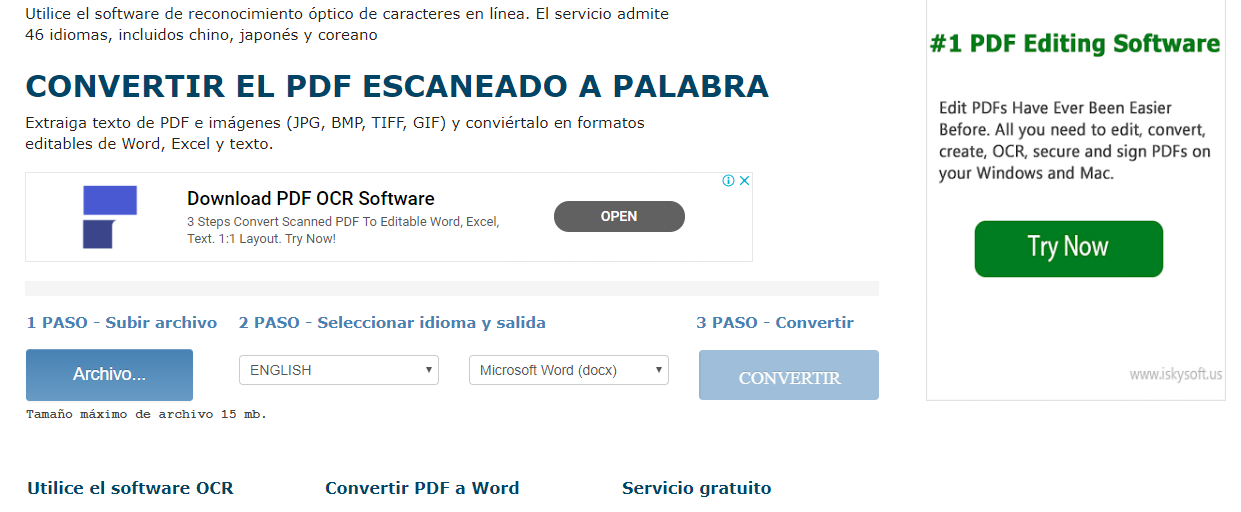 Utilice el software de reconocimiento óptico de caracteres en línea. El servicio admite
46 idiomas, incluidos chino, japonés y coreano
CONVERTIR EL PDF ESCANEADO A PALABRA
Extraiga texto de PDF e imágenes (JPG, BMP, TIFF, GIF) y conviértalo en formatos
editables de Word, Excel y texto.
Download PDF OCR Software
3 Steps Convert Scanned PDF To Editable Word, Excel,
Text. 1:1 Layout. Try Now!
OPEN
1 PASO - Subir archivo
2 PASO - Seleccionar idioma y salida
3 PASO - Convertir
Archivo...
ENGLISH
Microsoft Word (docx)
CONVERTIR
Tamaño máximo de archivo 15 mb.
Utilice el software OCR
Convertir PDF a Word
Servicio gratuito
#1 PDF Editing Software
Edit PDFs Have Ever Been Easier
Before. All you need to edit, convert,
create, OCR, secure and sign PDFs on
your Windows and Mac.
Try Now
www.iskysoft.us